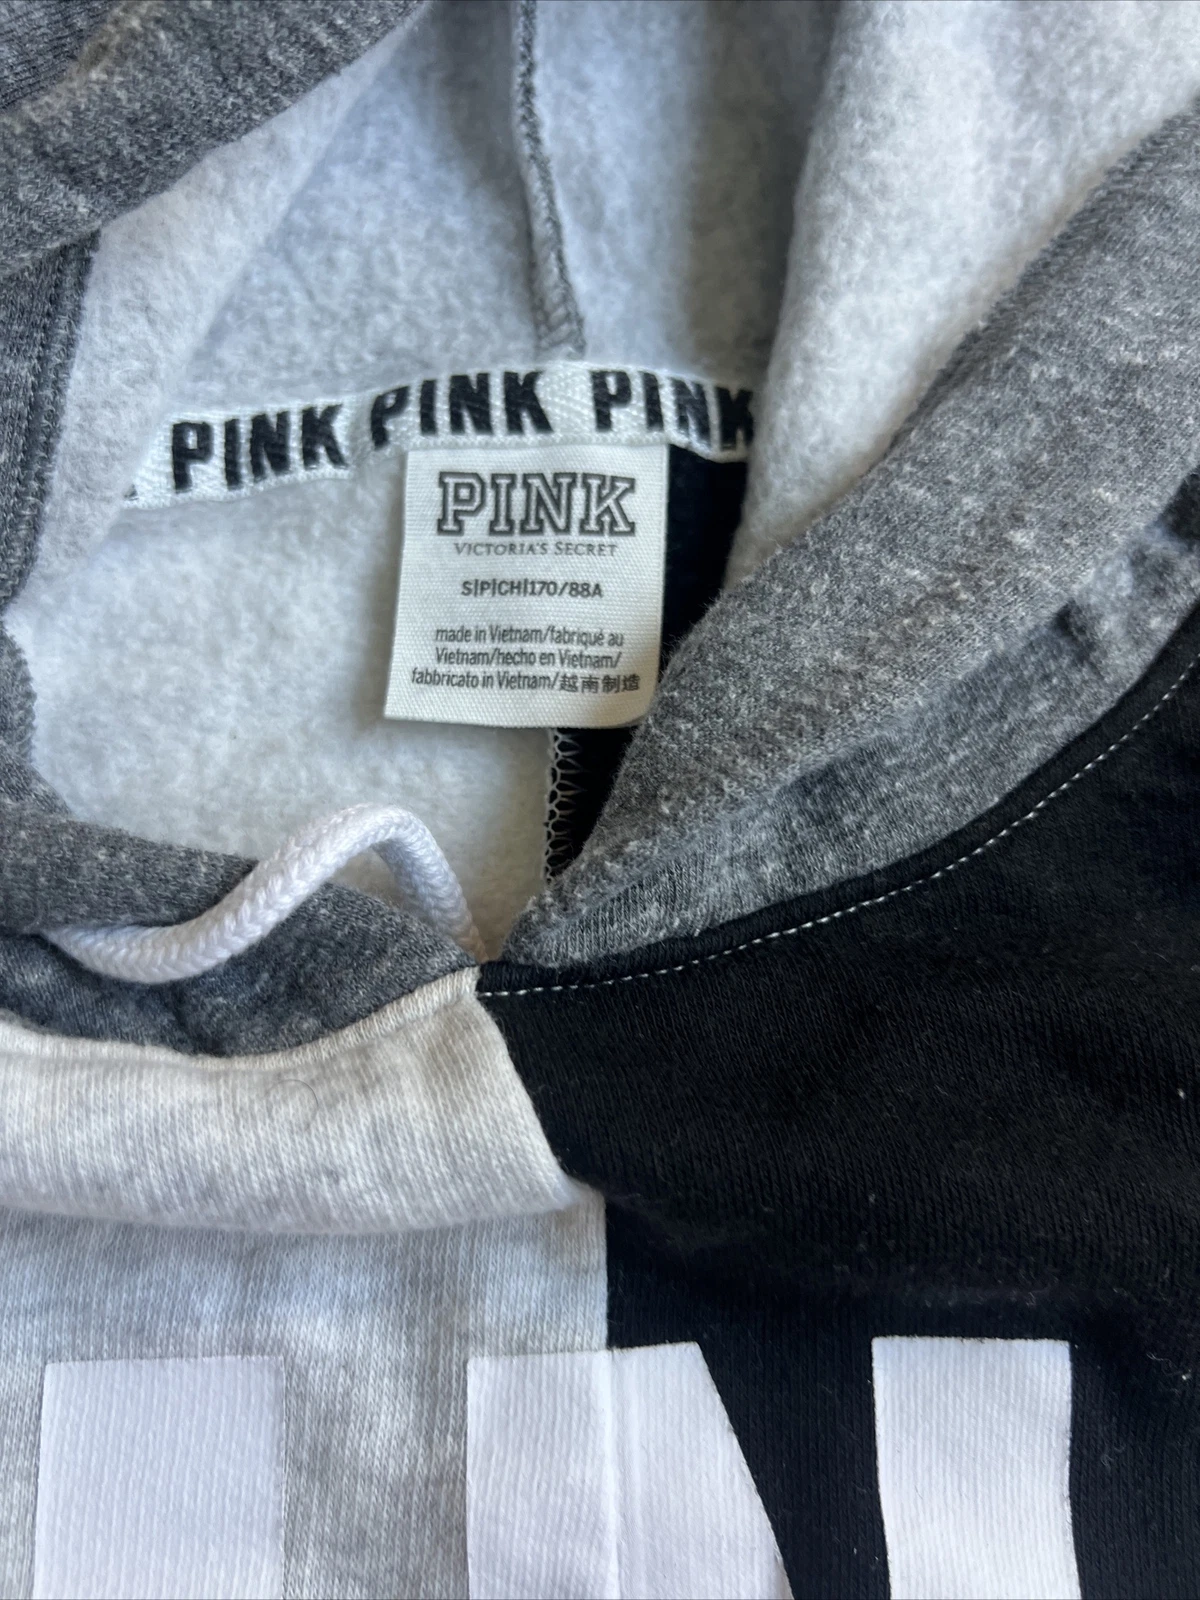 PINK PINK PINK
PINK
VICTORIA'S SECRET
S|P|CH|170/88A
made in Vietnam/fabriqué au
Vietnam/hecho en Vietnam/
fabbricato in Vietnam/越南制造